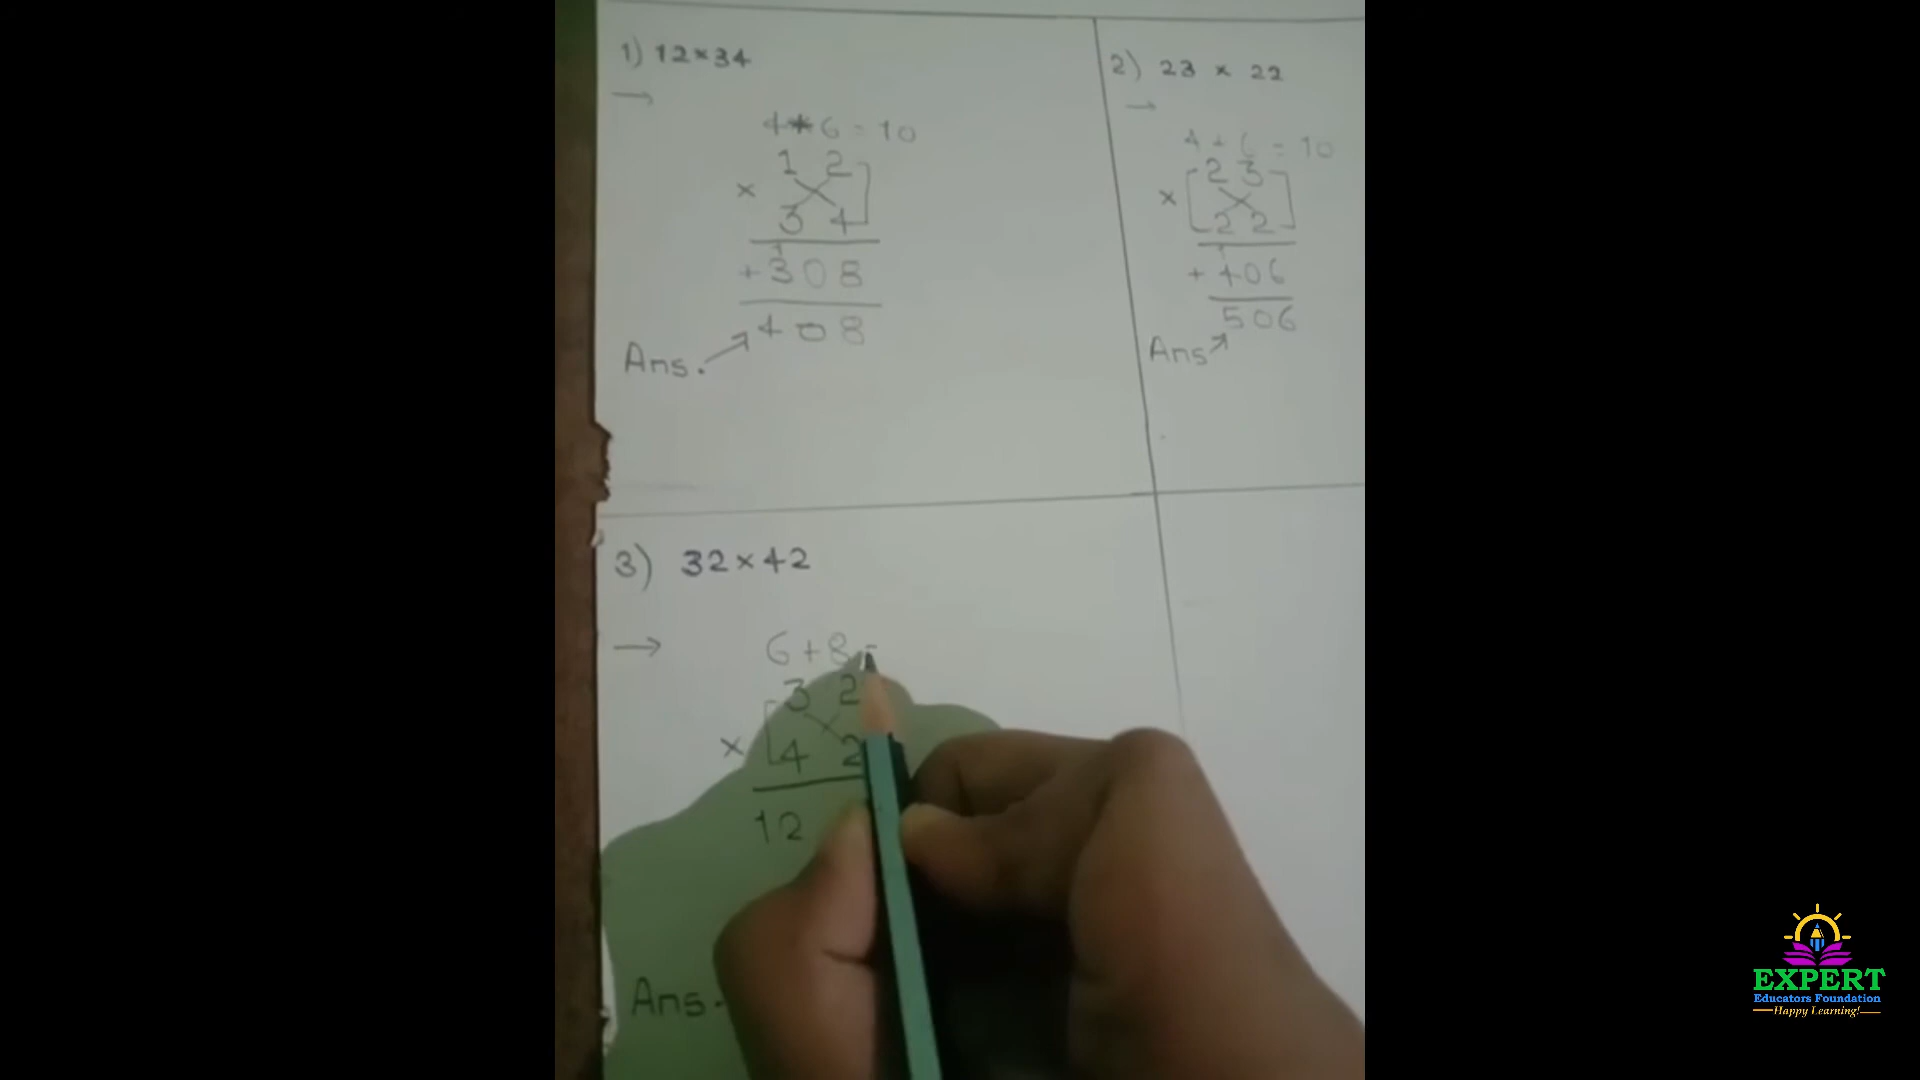 1) 12×34
→
4+6=10
1 2
× 3 4
1
+308
408
Ans.
2) 23 × 22
→
4+6=10
2 3
× 2 2
1
+406
506
Ans
3) 32×42
→
6+8=
3 2
× 4 2
12
Ans.
EXPERT
Educators Foundation
Happy Learning!